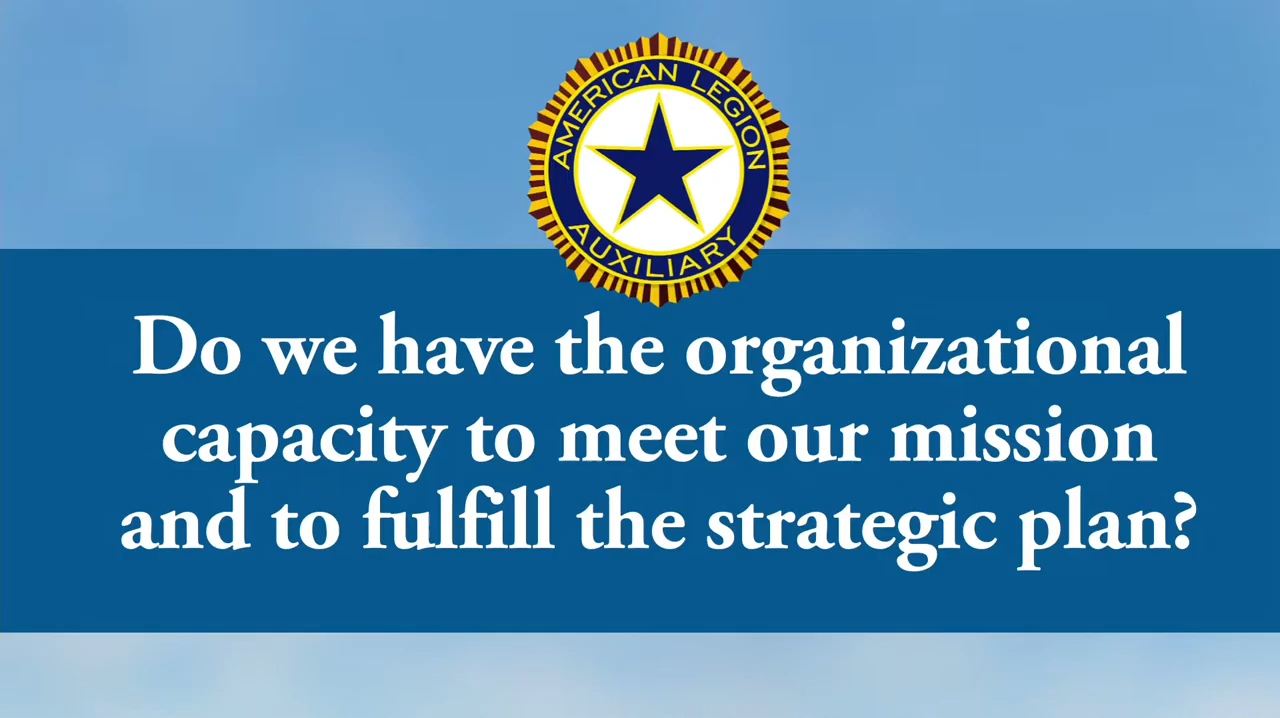 AMERICAN LEGION
AUXILIARY
Do we have the organizational
capacity to meet our mission
and to fulfill the strategic plan?